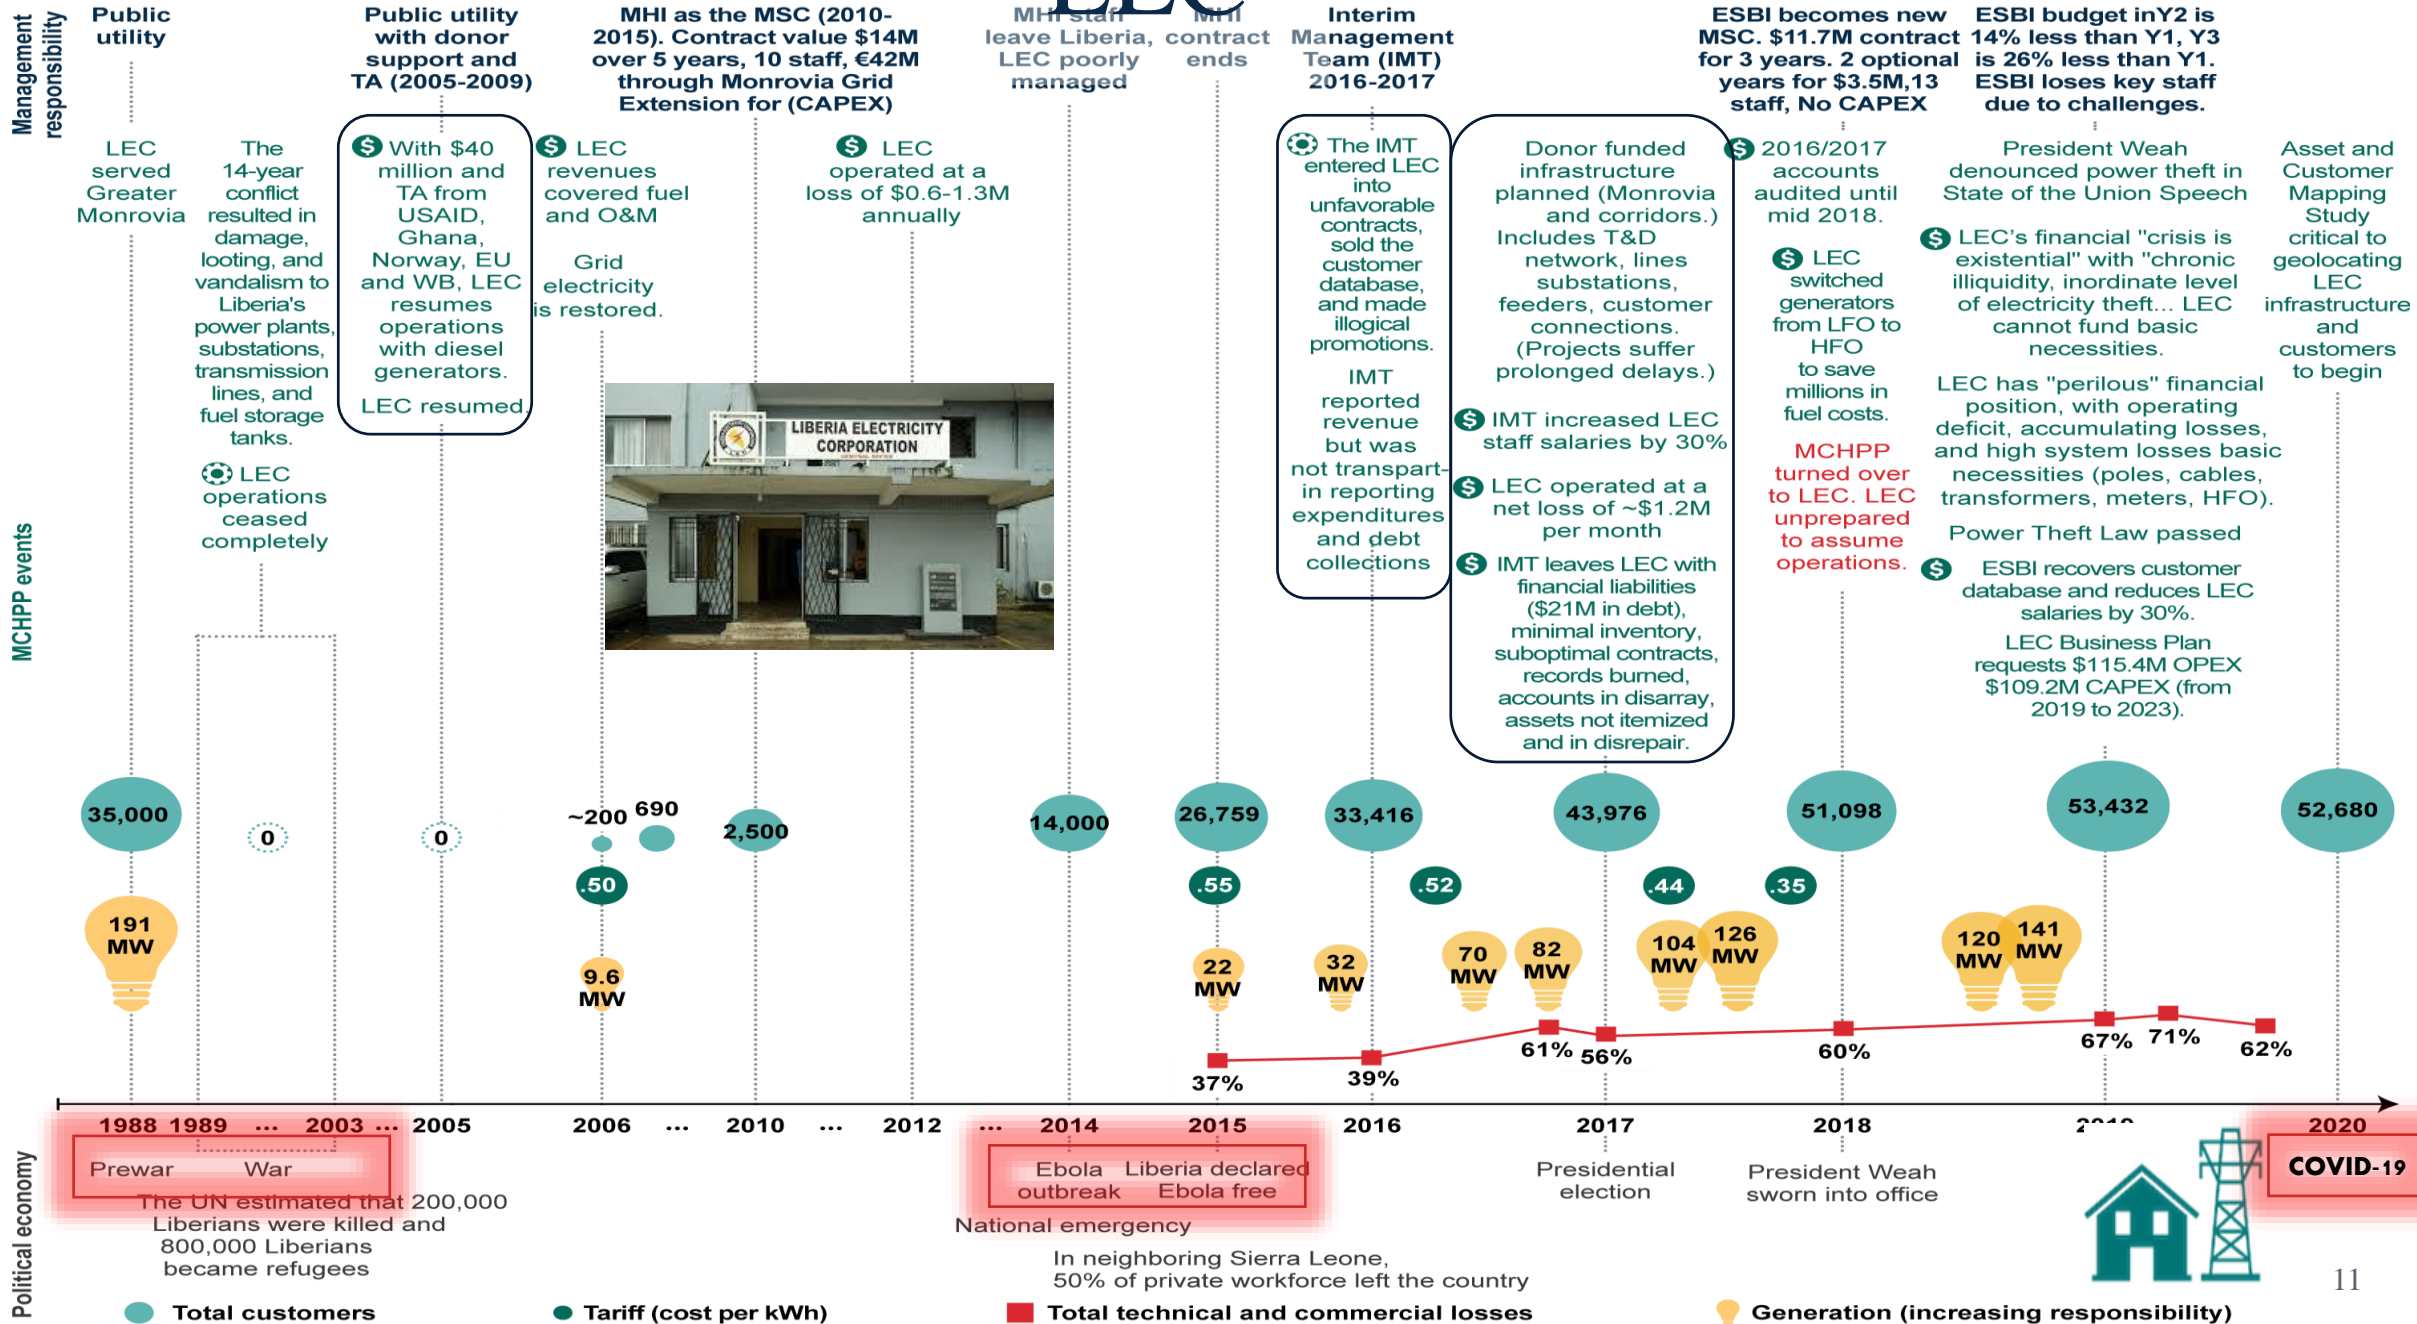 LEC
Management
responsibility
Public
utility
Public utility
with donor
support and
TA (2005-2009)
MHI as the MSC (2010-
2015). Contract value $14M
over 5 years, 10 staff, €42M
through Monrovia Grid
Extension for (CAPEX)
MHI staff
leave Liberia,
LEC poorly
managed
MHI
contract
ends
Interim
Management
Team (IMT)
2016-2017
ESBI becomes new
MSC. $11.7M contract
for 3 years. 2 optional
years for $3.5M,13
staff, No CAPEX
ESBI budget inY2 is
14% less than Y1, Y3
is 26% less than Y1.
ESBI loses key staff
due to challenges.
MCHPP events
LEC
served
Greater
Monrovia
The
14-year
conflict
resulted in
damage,
looting, and
vandalism to
Liberia's
power plants,
substations,
transmission
lines, and
fuel storage
tanks.
LEC
operations
ceased
completely
$ With $40
million and
TA from
USAID,
Ghana,
Norway, EU
and WB, LEC
resumes
operations
with diesel
generators.
LEC resumed.
$ LEC
revenues
covered fuel
and O&M
Grid
electricity
is restored.
$ LEC
operated at a
loss of $0.6-1.3M
annually
LIBERIA ELECTRICITY
CORPORATION
CENTRAL OFFICE
The IMT
entered LEC
into
unfavorable
contracts,
sold the
customer
database,
and made
illogical
promotions.
IMT
reported
revenue
but was
not transpart-
in reporting
expenditures
and debt
collections
Donor funded
infrastructure
planned (Monrovia
and corridors.)
Includes T&D
network, lines
substations,
feeders, customer
connections.
(Projects suffer
prolonged delays.)
$ IMT increased LEC
staff salaries by 30%
$ LEC operated at a
net loss of ~$1.2M
per month
$ IMT leaves LEC with
financial liabilities
($21M in debt),
minimal inventory,
suboptimal contracts,
records burned,
accounts in disarray,
assets not itemized
and in disrepair.
$ 2016/2017
accounts
audited until
mid 2018.
$ LEC
switched
generators
from LFO to
HFO
to save
millions in
fuel costs.
MCHPP
turned over
to LEC. LEC
unprepared
to assume
operations.
President Weah
denounced power theft in
State of the Union Speech
$ LEC's financial "crisis is
existential" with "chronic
illiquidity, inordinate level
of electricity theft... LEC
cannot fund basic
necessities.
LEC has "perilous" financial
position, with operating
deficit, accumulating losses,
and high system losses basic
necessities (poles, cables,
transformers, meters, HFO).
Power Theft Law passed
$ ESBI recovers customer
database and reduces LEC
salaries by 30%.
LEC Business Plan
requests $115.4M OPEX
$109.2M CAPEX (from
2019 to 2023).
Asset and
Customer
Mapping
Study
critical to
geolocating
LEC
infrastructure
and
customers
to begin
35,000
0
0
~200
690
2,500
14,000
26,759
33,416
43,976
51,098
53,432
52,680
.50
.55
.52
.44
.35
191
MW
9.6
MW
22
MW
32
MW
70
MW
82
MW
104
MW
126
MW
120
MW
141
MW
37%
39%
61%
56%
60%
67%
71%
62%
1988 1989 ... 2003 ... 2005 2006 ... 2010 ... 2012 ... 2014 2015 2016 2017 2018 2019 2020
Political economy
Prewar
War
The UN estimated that 200,000
Liberians were killed and
800,000 Liberians
became refugees
Ebola
outbreak
Liberia declared
Ebola free
National emergency
In neighboring Sierra Leone,
50% of private workforce left the country
Presidential
election
President Weah
sworn into office
COVID-19
11
Total customers
Tariff (cost per kWh)
Total technical and commercial losses
Generation (increasing responsibility)